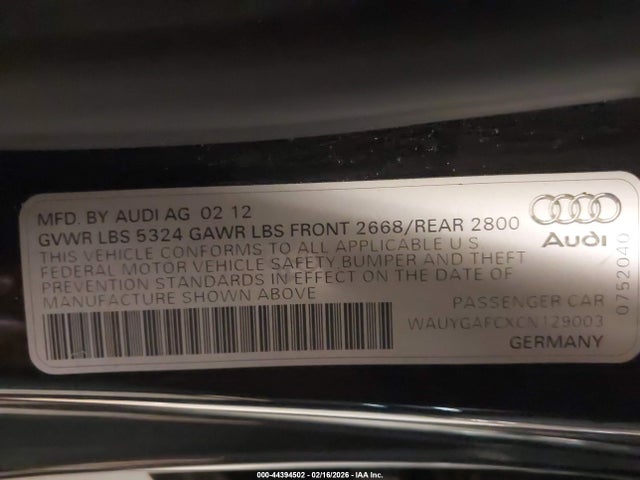 MFD. BY AUDI AG 02 12
GVWR LBS 5324 GAWR LBS FRONT 2668/REAR 2800
THIS VEHICLE CONFORMS TO ALL APPLICABLE U S
FEDERAL MOTOR VEHICLE SAFETY, BUMPER AND THEFT
PREVENTION STANDARDS IN EFFECT ON THE DATE OF
MANUFACTURE SHOWN ABOVE
Audi
0752040
PASSENGER CAR
WAUYGAFCXCN129003
GERMANY
000-44394502 - 02/16/2026 - IAA Inc.